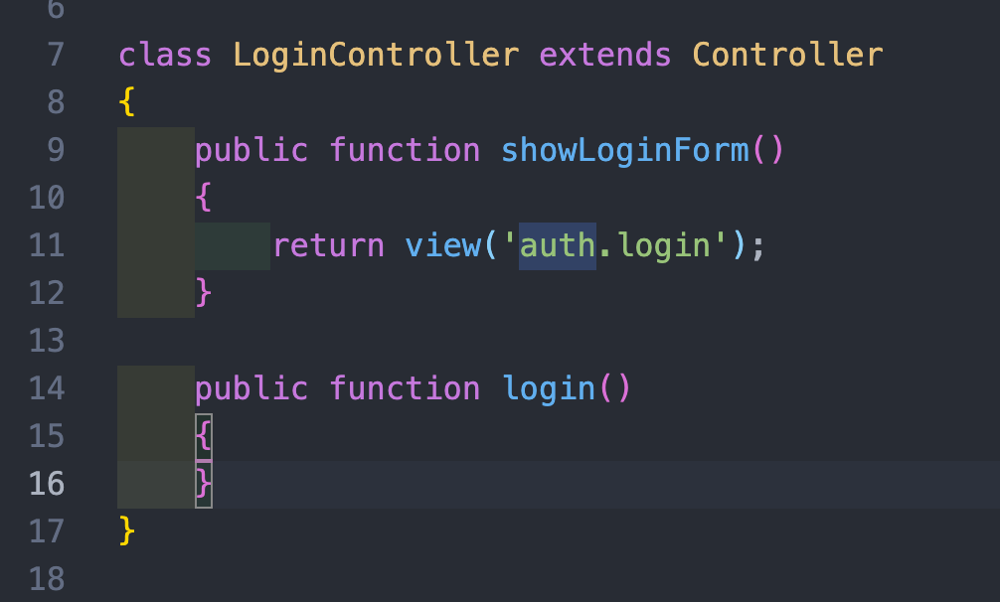 6
7 class LoginController extends Controller
8 {
9     public function showLoginForm()
10     {
11         return view('auth.login');
12     }
13
14     public function login()
15     {
16     }
17 }
18